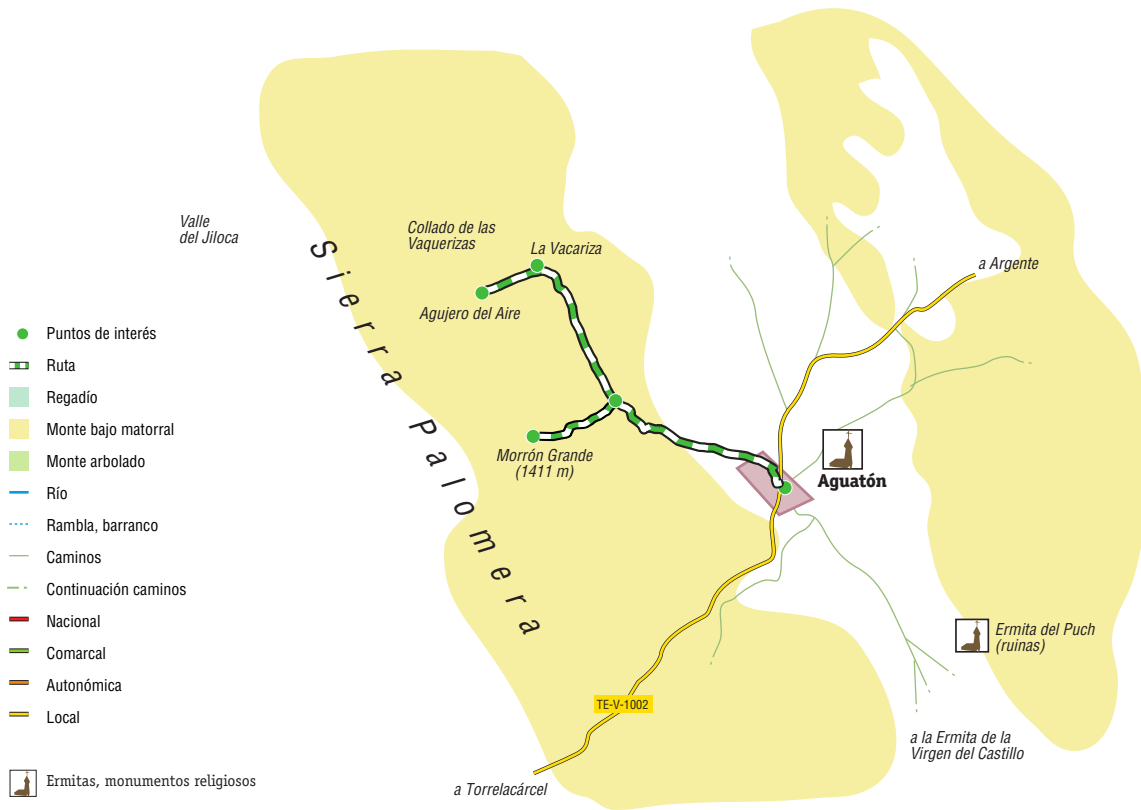 Valle
del Jiloca
Collado de las
Vaquerizas
La Vacariza
a Argente
Agujero del Aire
Sierra Palomera
Morrón Grande
(1411 m)
Aguatón
Ermita del Puch
(ruinas)
TE-V-1002
a la Ermita de la
Virgen del Castillo
a Torrelacárcel
Puntos de interés
Ruta
Regadío
Monte bajo matorral
Monte arbolado
Río
Rambla, barranco
Caminos
Continuación caminos
Nacional
Comarcal
Autonómica
Local
Ermitas, monumentos religiosos